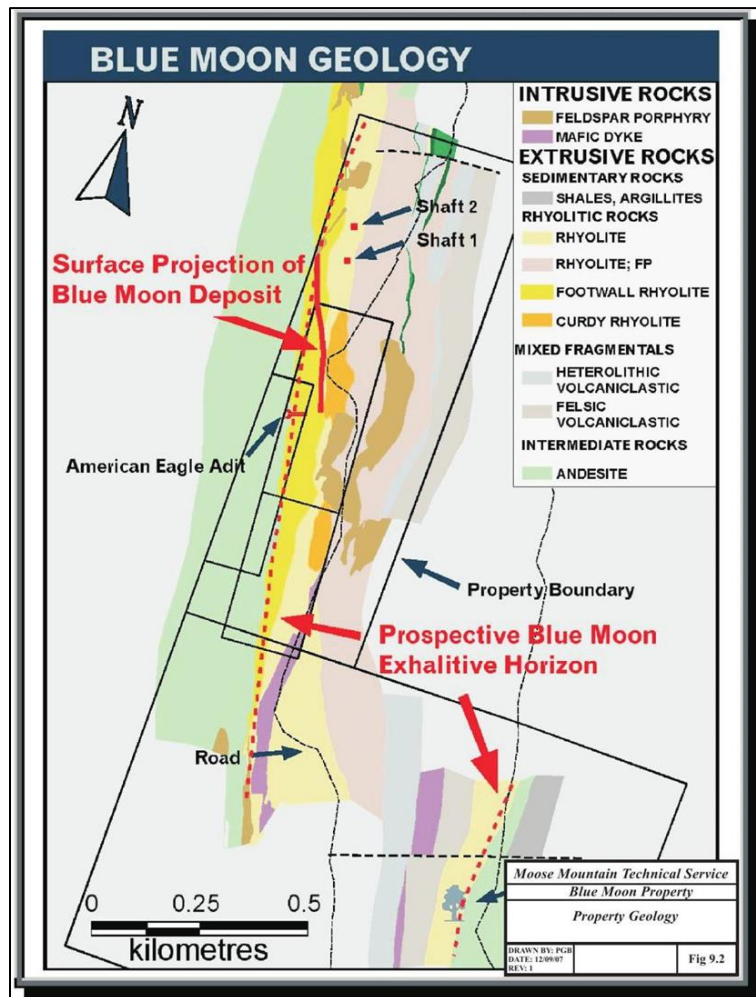 BLUE MOON GEOLOGY
N
INTRUSIVE ROCKS
FELDSPAR PORPHYRY
MAFIC DYKE
EXTRUSIVE ROCKS
SEDIMENTARY ROCKS
SHALES, ARGILLITES
RHYOLITIC ROCKS
RHYOLITE
RHYOLITE; FP
FOOTWALL RHYOLITE
CURDY RHYOLITE
MIXED FRAGMENTALS
HETEROLITHIC
VOLCANICLASTIC
FELSIC
VOLCANICLASTIC
INTERMEDIATE ROCKS
ANDESITE
Shaft 2
Shaft 1
Surface Projection of
Blue Moon Deposit
American Eagle Adit
Property Boundary
Prospective Blue Moon
Exhalitive Horizon
Road
0 0.25 0.5
kilometres
Moose Mountain Technical Service
Blue Moon Property
Property Geology
DRAWN BY: PGB
DATE: 12/09/07
REV: 1
Fig 9.2